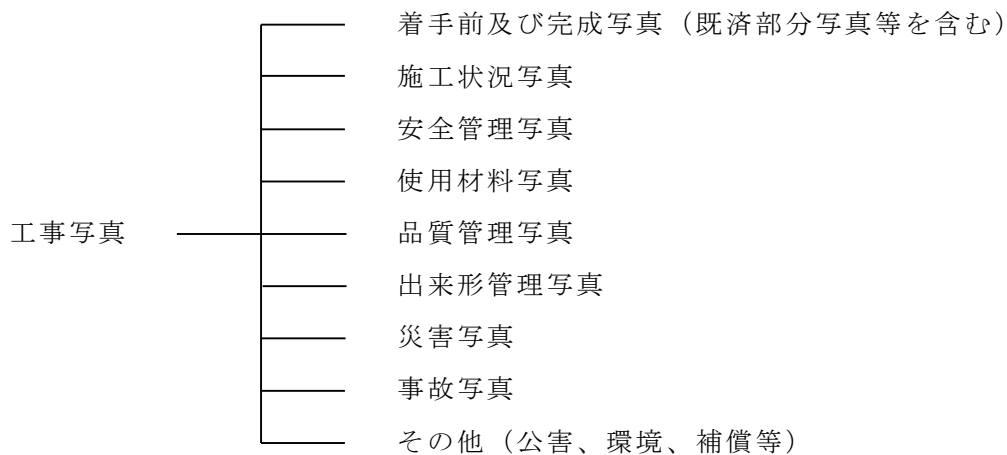 工事写真
着手前及び完成写真（既済部分写真等を含む）
施工状況写真
安全管理写真
使用材料写真
品質管理写真
出来形管理写真
災害写真
事故写真
その他（公害、環境、補償等）